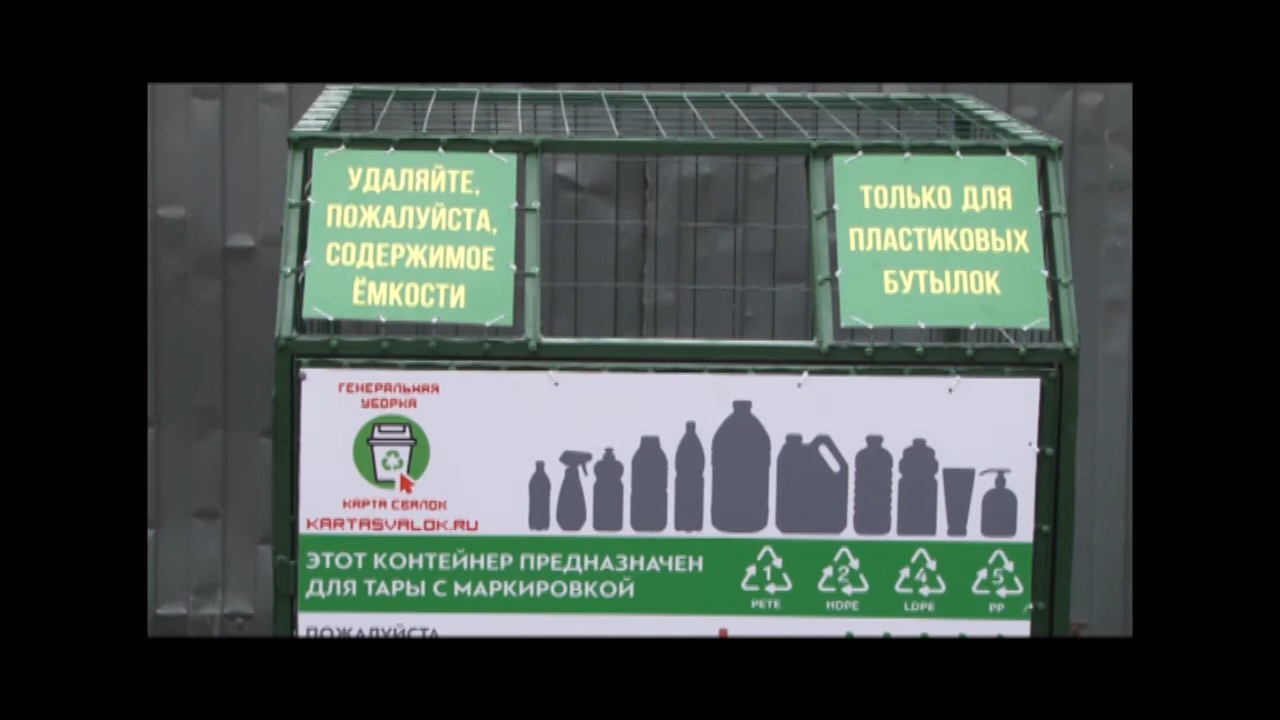 УДАЛЯЙТЕ,
ПОЖАЛУЙСТА,
СОДЕРЖИМОЕ
ЁМКОСТИ
ТОЛЬКО ДЛЯ
ПЛАСТИКОВЫХ
БУТЫЛОК
ГЕНЕРАЛЬНАЯ
УБОРКА
КАРТА СВАЛОК
KARTASVALOK.RU
ЭТОТ КОНТЕЙНЕР ПРЕДНАЗНАЧЕН
ДЛЯ ТАРЫ С МАРКИРОВКОЙ
1 2 4 5
PETE HDPE LDPE PP
ПОЖАЛУЙСТА